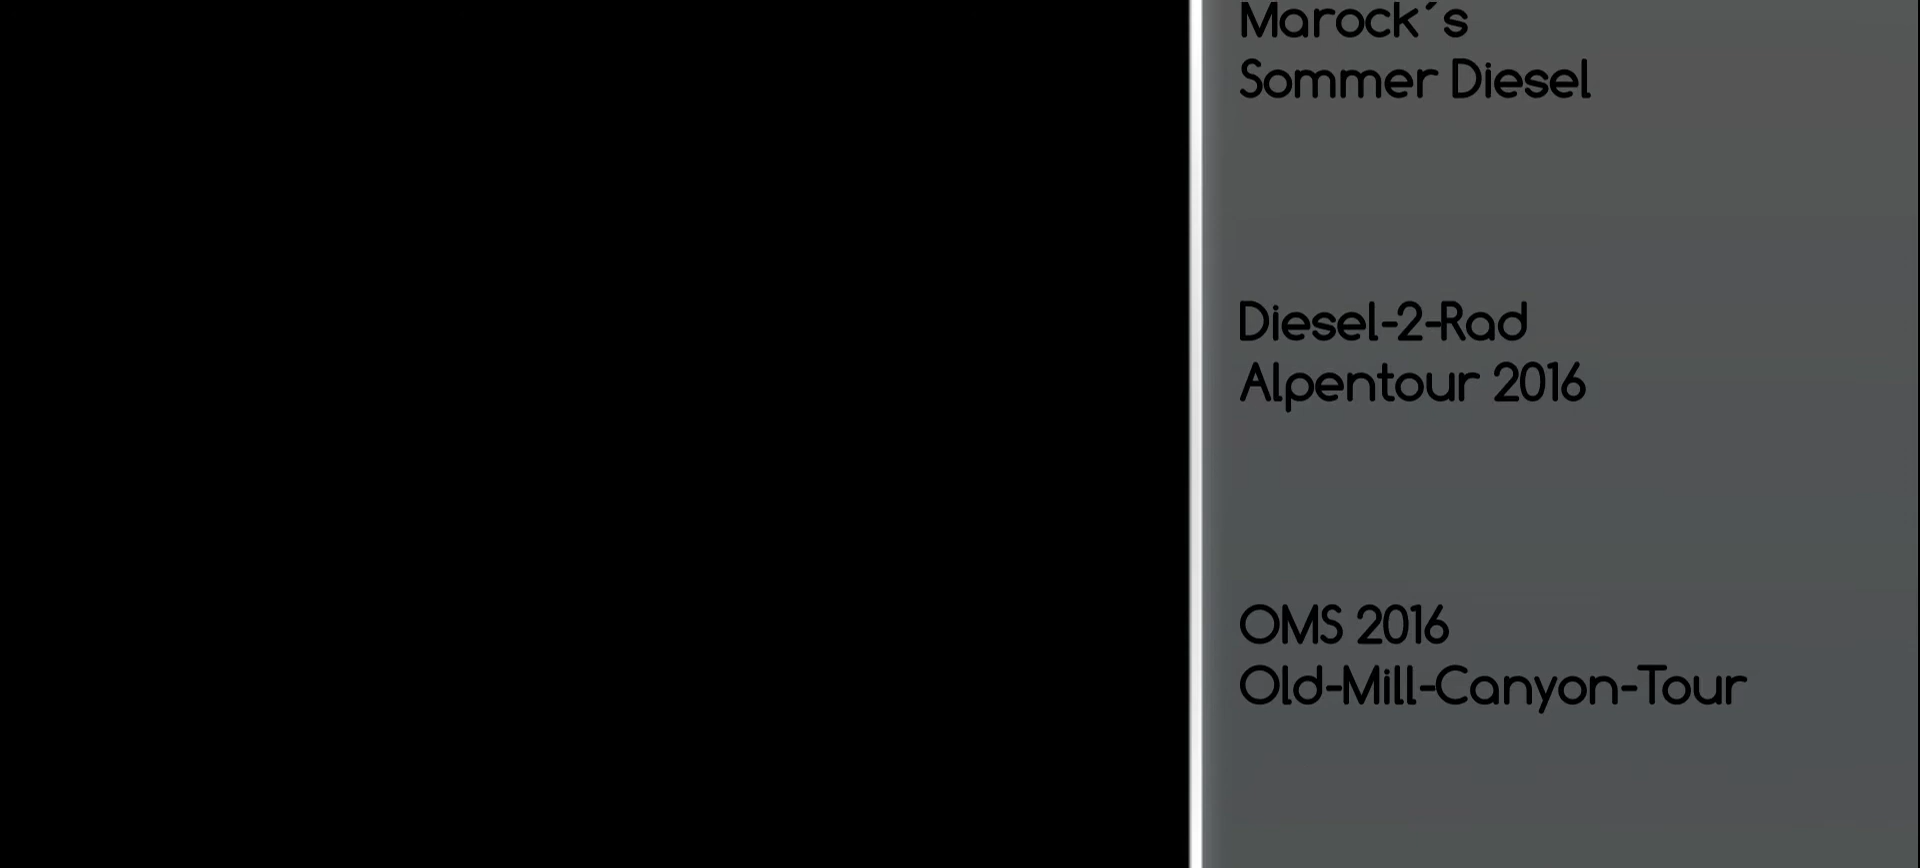 Marock´s
Sommer Diesel
Diesel-2-Rad
Alpentour 2016
OMS 2016
Old-Mill-Canyon-Tour